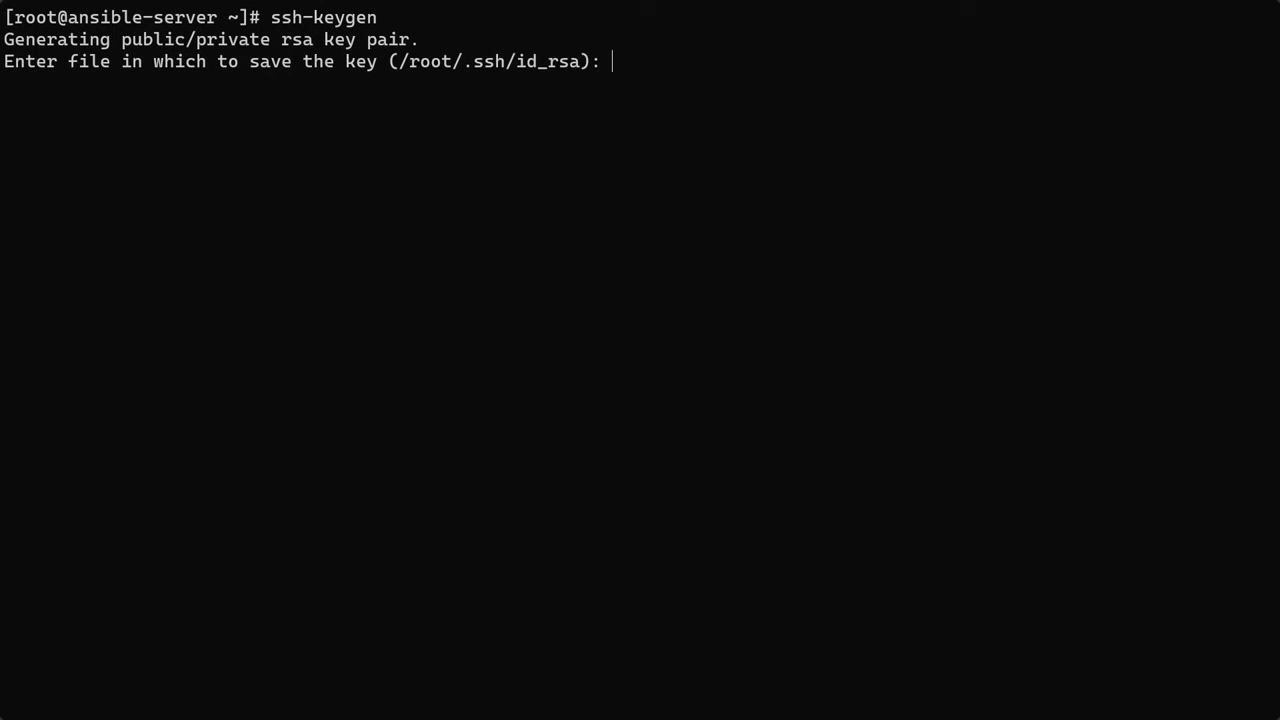 [root@ansible-server ~]# ssh-keygen
Generating public/private rsa key pair.
Enter file in which to save the key (/root/.ssh/id_rsa):